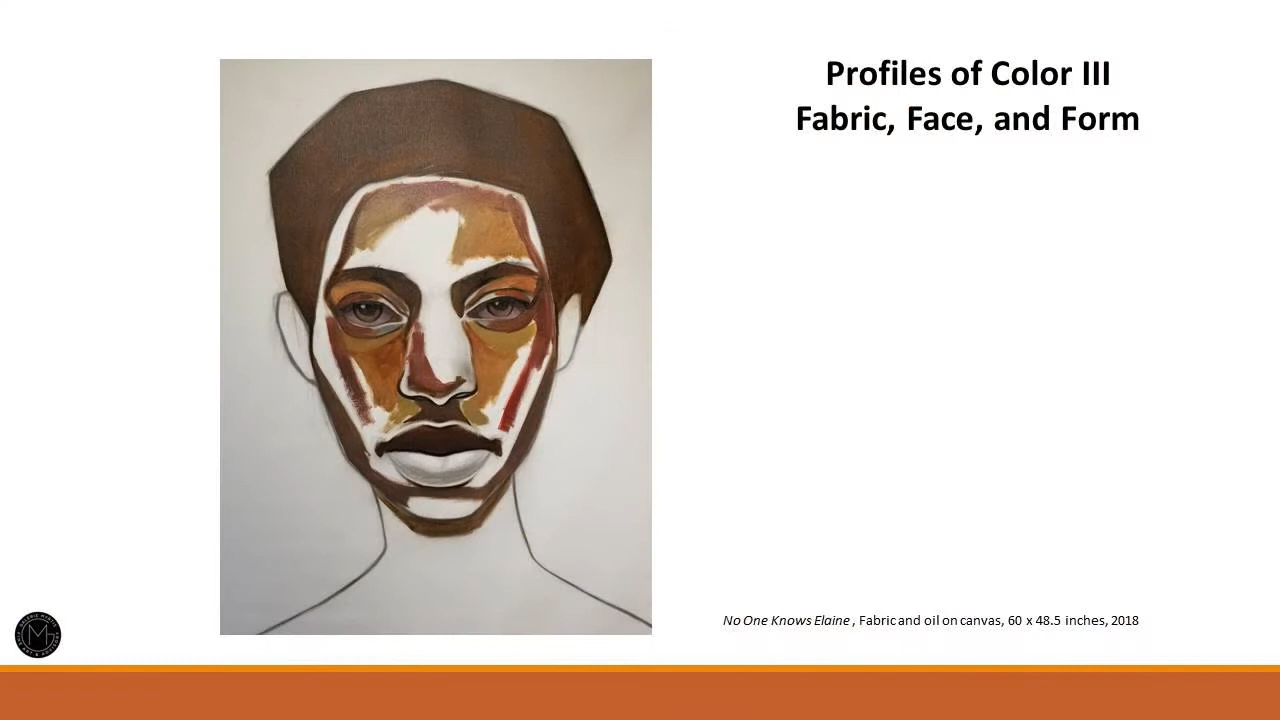 Profiles of Color III
Fabric, Face, and Form
No One Knows Elaine , Fabric and oil on canvas, 60 x 48.5 inches, 2018